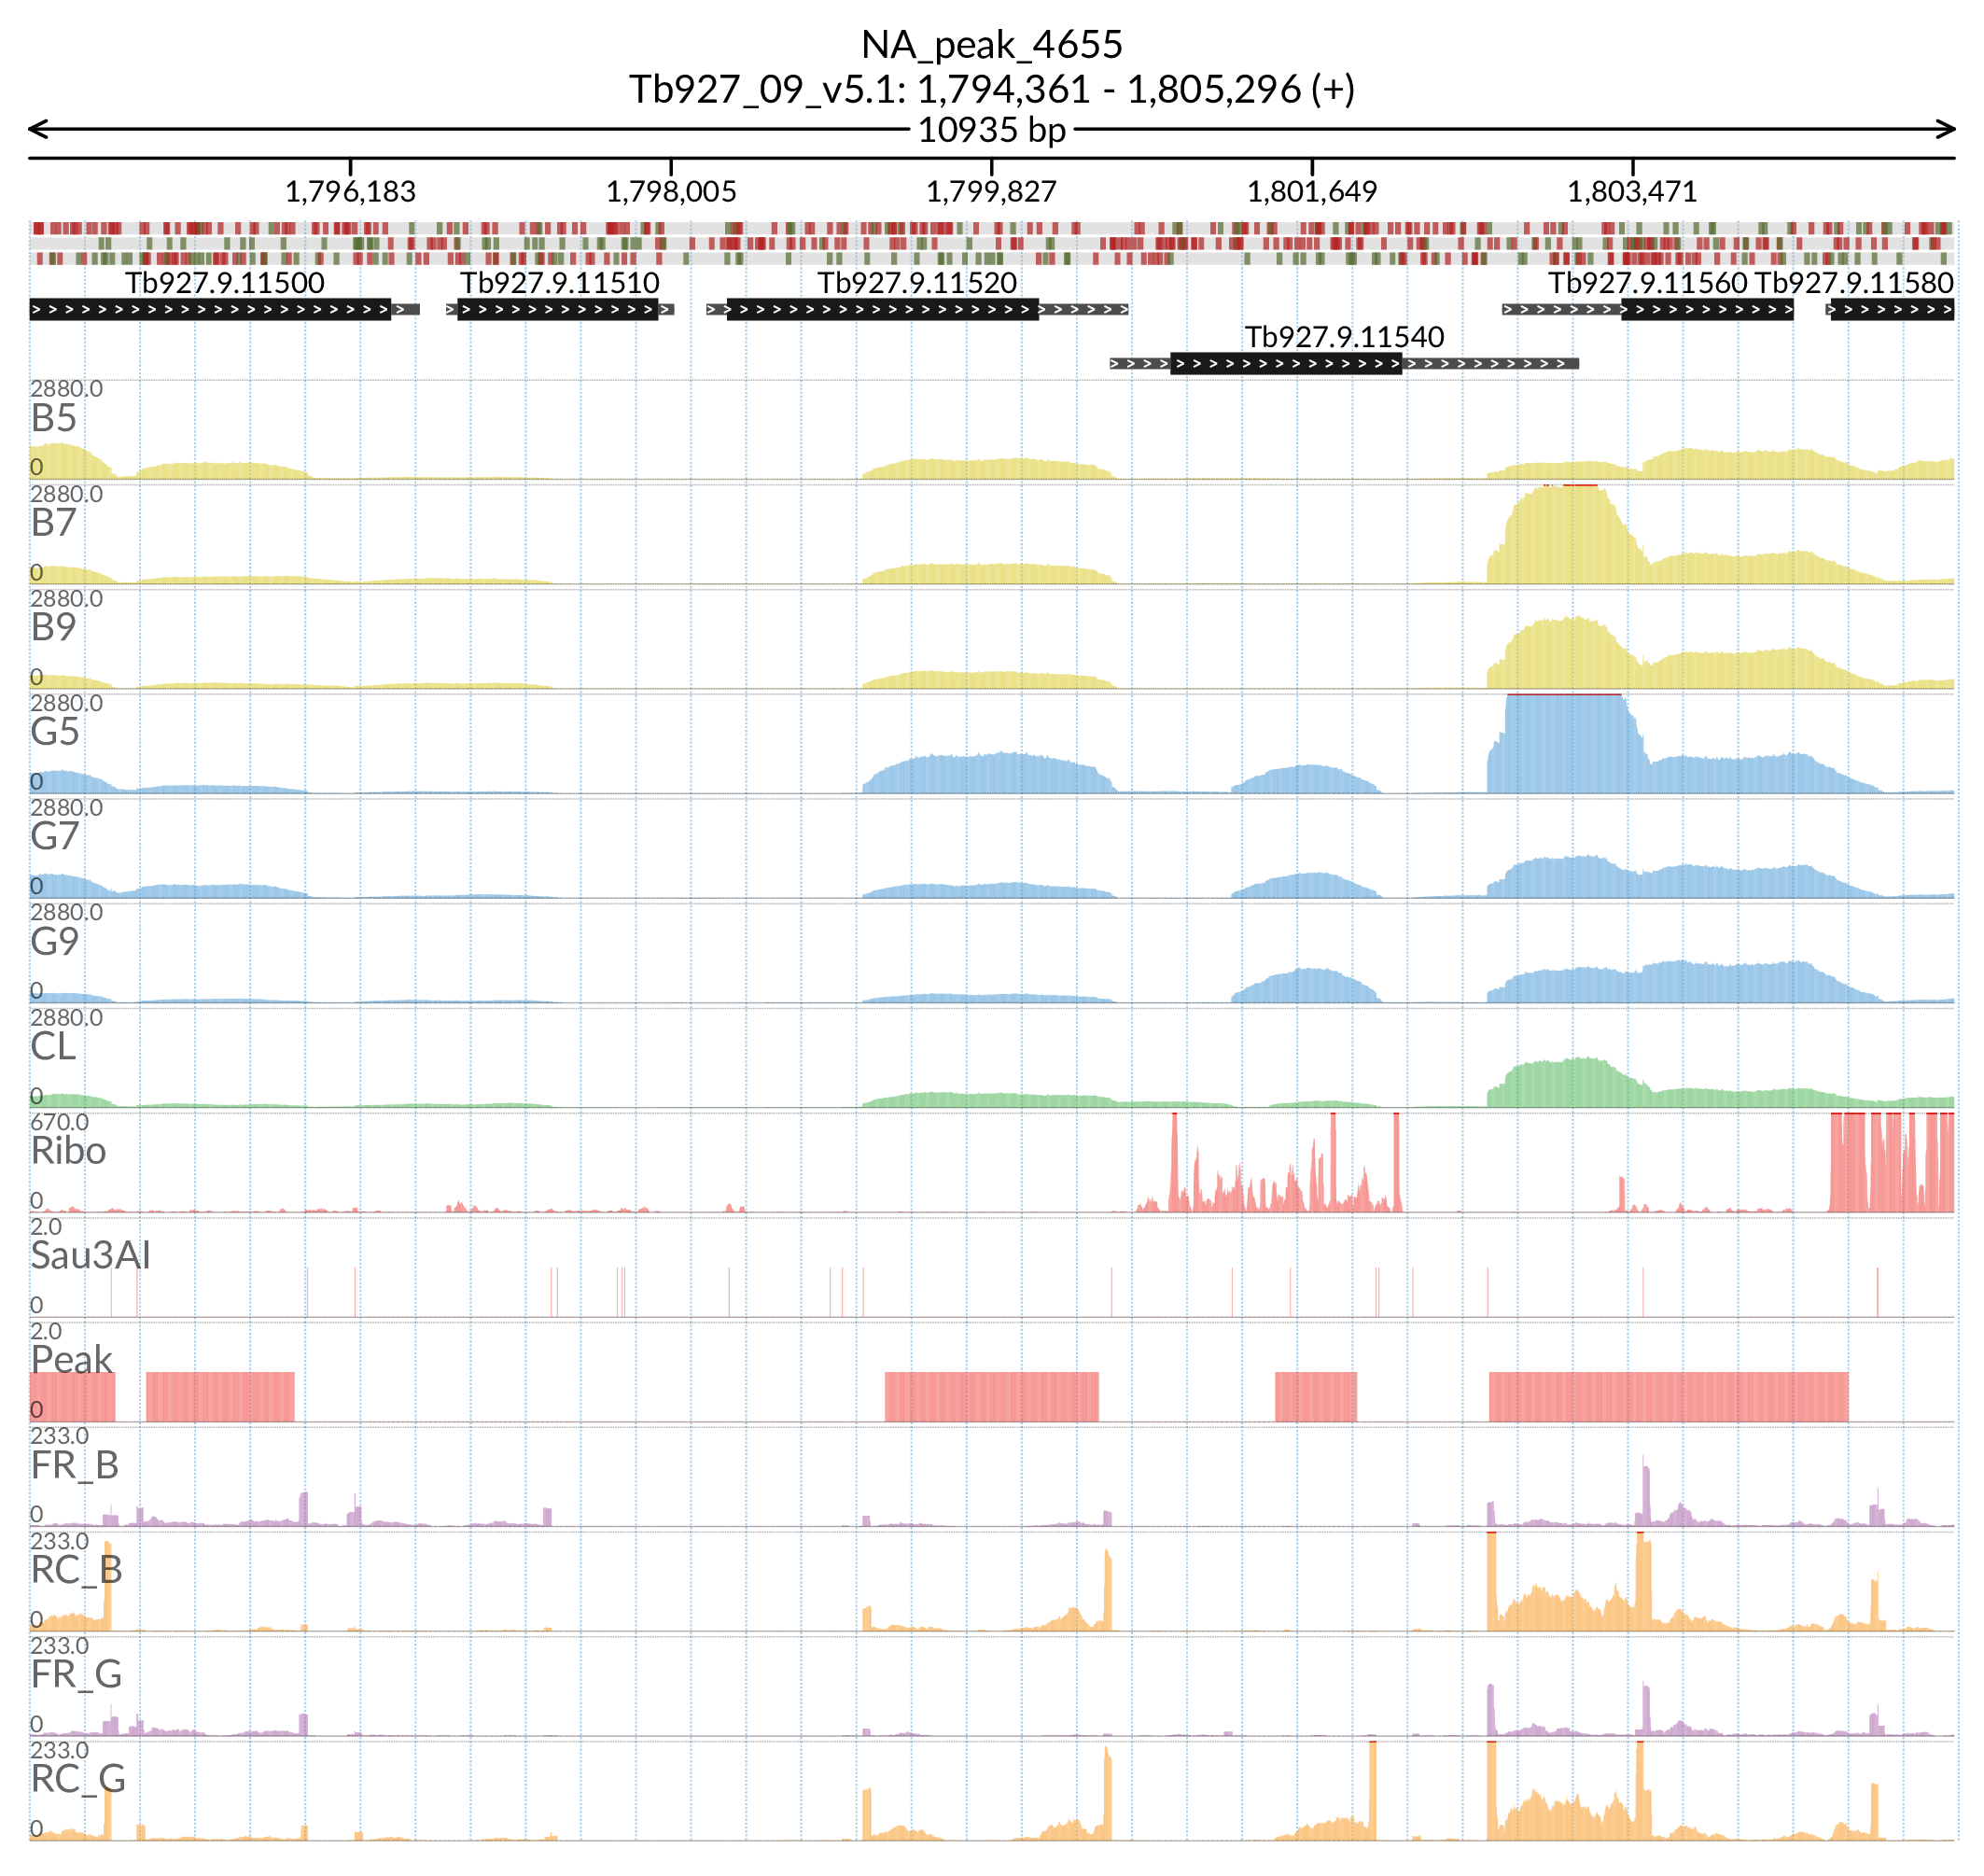 NA_peak_4655
Tb927_09_v5.1: 1,794,361 - 1,805,296 (+)
10935 bp
1,796,183 1,798,005 1,799,827 1,801,649 1,803,471
Tb927.9.11500 Tb927.9.11510 Tb927.9.11520 Tb927.9.11560 Tb927.9.11580
Tb927.9.11540
2880.0
B5
0
2880.0
B7
0
2880.0
B9
0
2880.0
G5
0
2880.0
G7
0
2880.0
G9
0
2880.0
CL
0
670.0
Ribo
0
2.0
Sau3AI
0
2.0
Peak
0
233.0
FR_B
0
233.0
RC_B
0
233.0
FR_G
0
233.0
RC_G
0